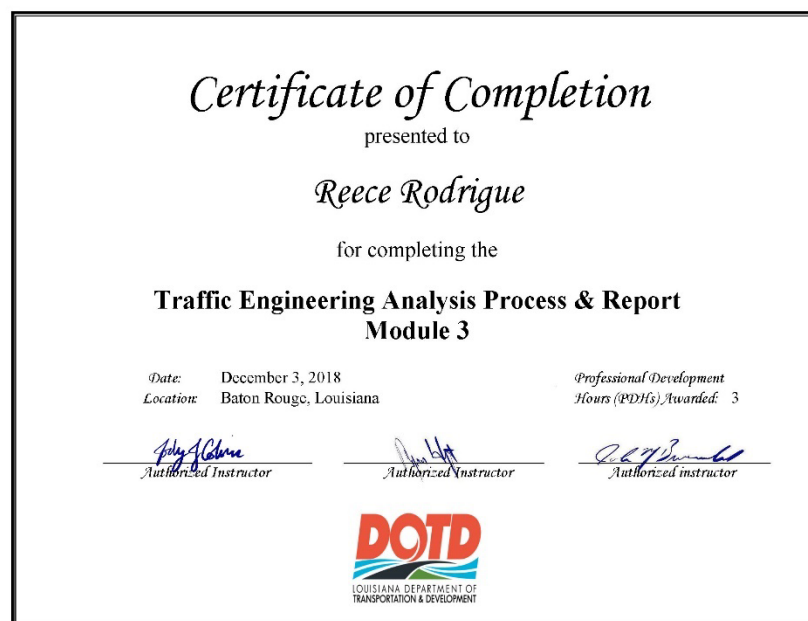 Certificate of Completion
presented to
Reece Rodrigue
for completing the
Traffic Engineering Analysis Process & Report
Module 3
Date: December 3, 2018
Location: Baton Rouge, Louisiana
Professional Development
Hours (PDHs) Awarded: 3
Authorized Instructor
Authorized Instructor
Authorized instructor
DOTD
LOUISIANA DEPARTMENT OF
TRANSPORTATION & DEVELOPMENT